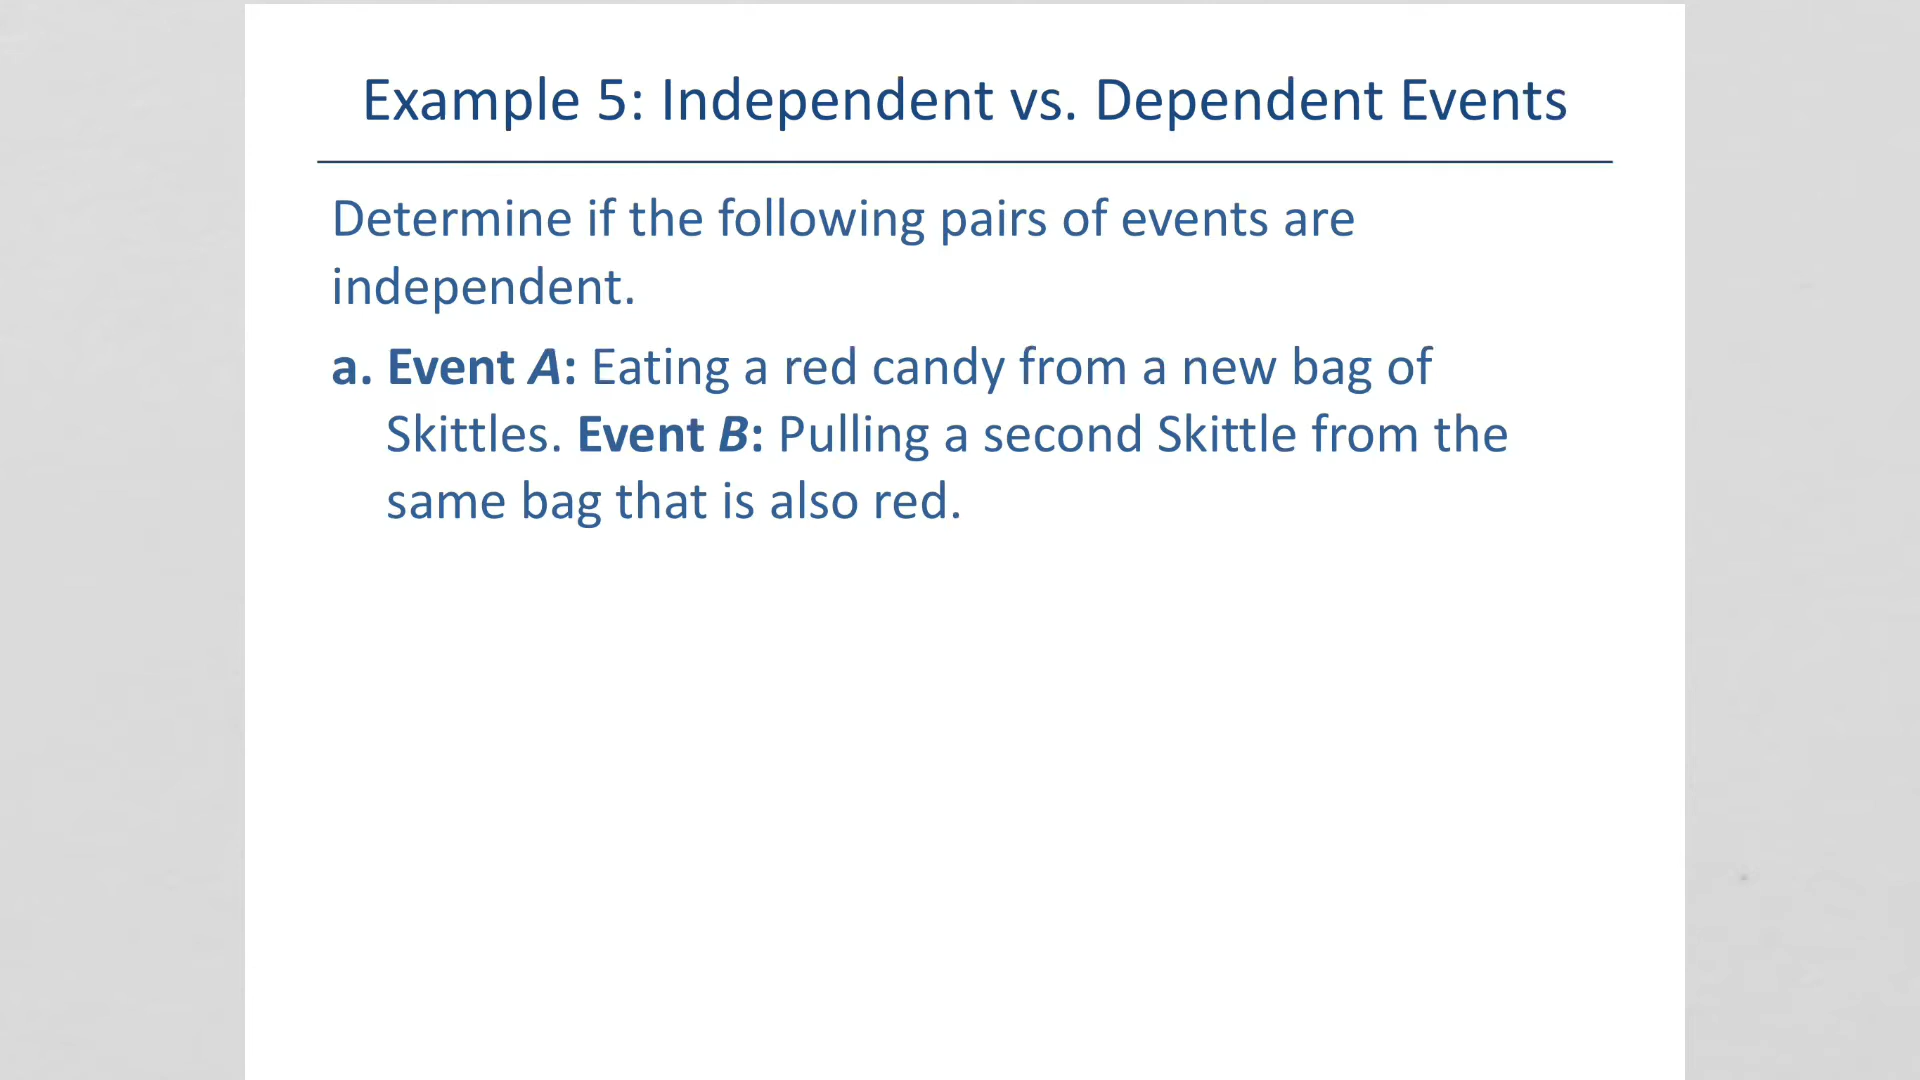 Example 5: Independent vs. Dependent Events
Determine if the following pairs of events are
independent.
a. Event A: Eating a red candy from a new bag of
Skittles. Event B: Pulling a second Skittle from the
same bag that is also red.